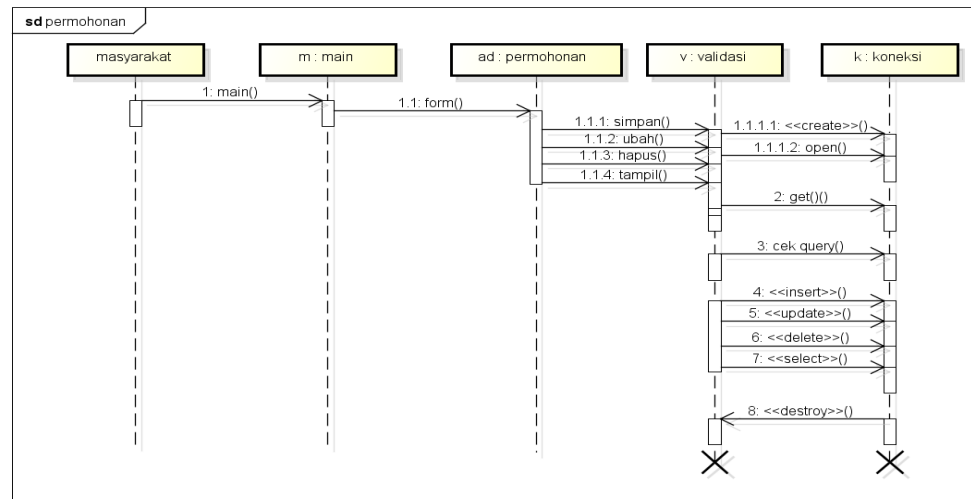 sd permohonan
masyarakat
m : main
ad : permohonan
v : validasi
k : koneksi
1: main()
1.1: form()
1.1.1: simpan()
1.1.1.1: <<create>>()
1.1.2: ubah()
1.1.1.2: open()
1.1.3: hapus()
1.1.4: tampil()
2: get()()
3: cek query()
4: <<insert>>()
5: <<update>>()
6: <<delete>>()
7: <<select>>()
8: <<destroy>>()